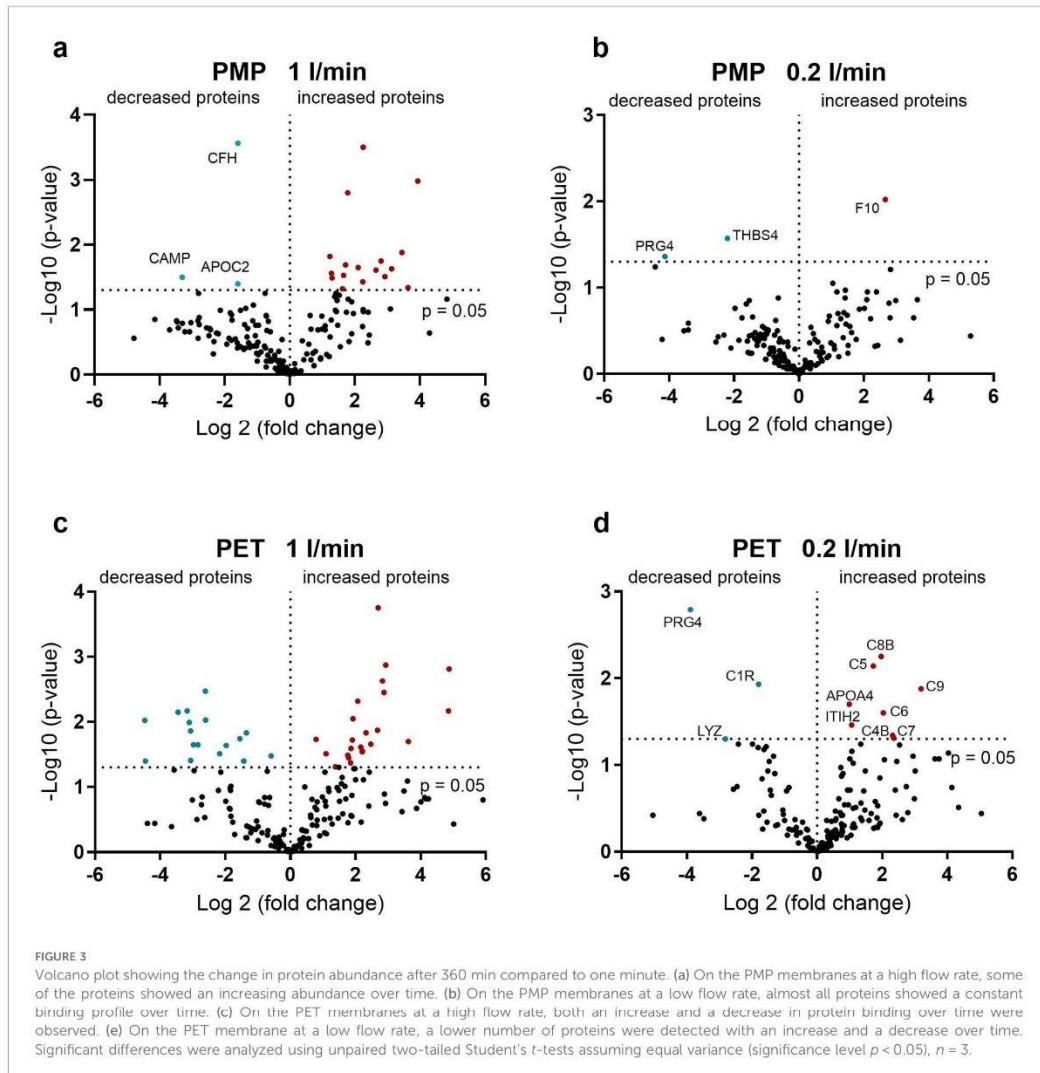 a
PMP 1 l/min
decreased proteins increased proteins
4
3
2
1
0
-Log10 (p-value)
CFH
CAMP
APOC2
p = 0.05
-6 -4 -2 0 2 4 6
Log 2 (fold change)
b
PMP 0.2 l/min
decreased proteins increased proteins
3
2
1
0
-Log10 (p-value)
F10
THBS4
PRG4
p = 0.05
-6 -4 -2 0 2 4 6
Log 2 (fold change)
c
PET 1 l/min
decreased proteins increased proteins
4
3
2
1
0
-Log10 (p-value)
p = 0.05
-6 -4 -2 0 2 4 6
Log 2 (fold change)
d
PET 0.2 l/min
decreased proteins increased proteins
3
2
1
0
-Log10 (p-value)
PRG4
C8B
C5
C1R
C9
APOA4
C6
ITIH2
LYZ
C4B C7
p = 0.05
-6 -4 -2 0 2 4 6
Log 2 (fold change)
FIGURE 3
Volcano plot showing the change in protein abundance after 360 min compared to one minute. (a) On the PMP membranes at a high flow rate, some
of the proteins showed an increasing abundance over time. (b) On the PMP membranes at a low flow rate, almost all proteins showed a constant
binding profile over time. (c) On the PET membranes at a high flow rate, both an increase and a decrease in protein binding over time were
observed. (e) On the PET membrane at a low flow rate, a lower number of proteins were detected with an increase and a decrease over time.
Significant differences were analyzed using unpaired two-tailed Student's t-tests assuming equal variance (significance level p < 0.05), n = 3.